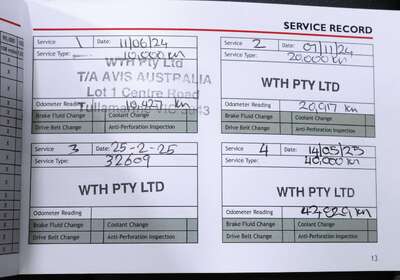 SERVICE RECORD
Service 1 Date: 11/06/24
Service Type: 10,000 km
WTH Pty Ltd
T/A AVIS AUSTRALIA
Lot 1 Centre Road
Tullamarine VIC 3043
Odometer Reading km
Brake Fluid Change Coolant Change
Drive Belt Change Anti-Perforation Inspection
Service 2 Date: 07/11/24
Service Type: 20,000 km
WTH PTY LTD
Odometer Reading 20,917 km
Brake Fluid Change Coolant Change
Drive Belt Change Anti-Perforation Inspection
Service 3 Date: 25-2-25
Service Type: 32609
WTH PTY LTD
Odometer Reading
Brake Fluid Change Coolant Change
Drive Belt Change Anti-Perforation Inspection
Service 4 Date: 14/05/25
Service Type: 40,000 km
WTH PTY LTD
Odometer Reading km
Brake Fluid Change Coolant Change
Drive Belt Change Anti-Perforation Inspection
13